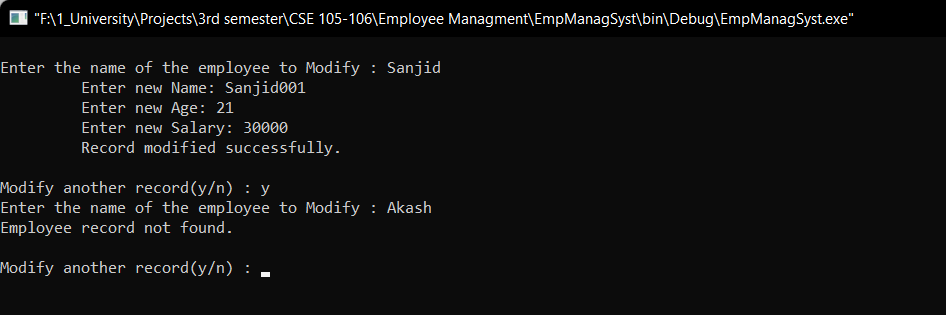 "F:\1_University\Projects\3rd semester\CSE 105-106\Employee Managment\EmpManagSyst\bin\Debug\EmpManagSyst.exe"
Enter the name of the employee to Modify : Sanjid
Enter new Name: Sanjid001
Enter new Age: 21
Enter new Salary: 30000
Record modified successfully.
Modify another record(y/n) : y
Enter the name of the employee to Modify : Akash
Employee record not found.
Modify another record(y/n) :